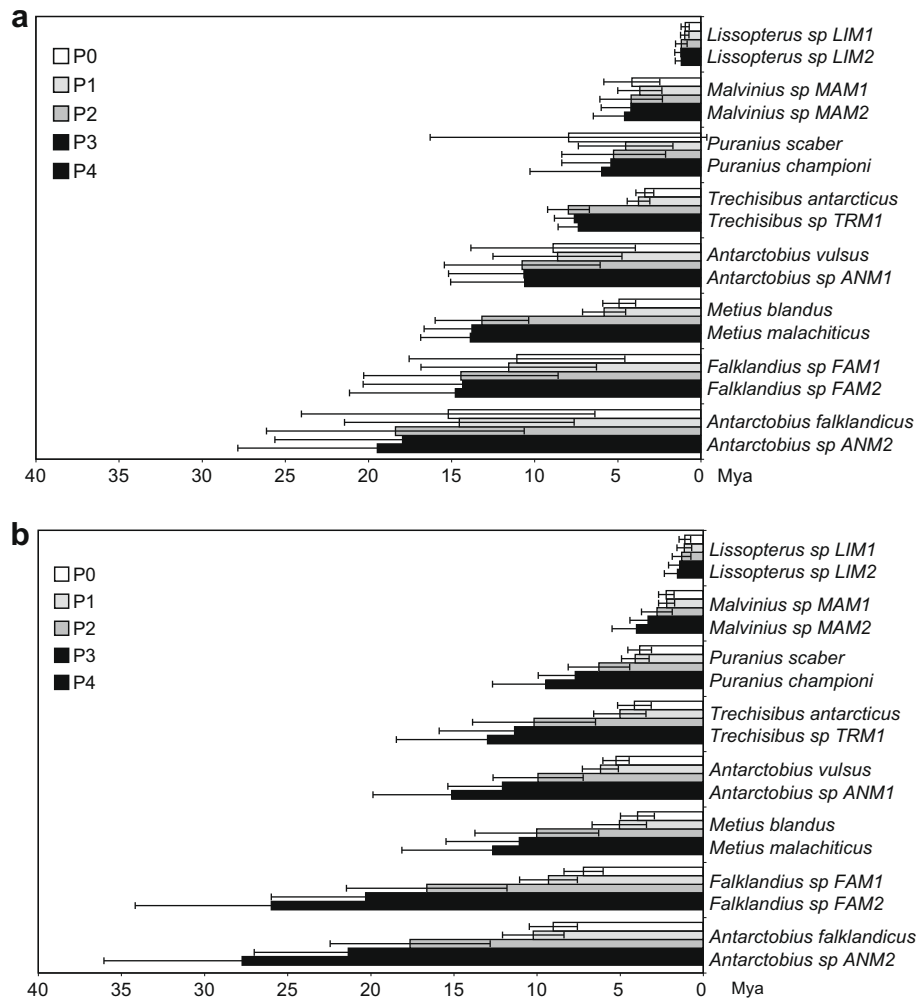 a
P0
P1
P2
P3
P4
Lissopterus sp LIM1
Lissopterus sp LIM2
Malvinius sp MAM1
Malvinius sp MAM2
Puranius scaber
Puranius championi
Trechisibus antarcticus
Trechisibus sp TRM1
Antarctobius vulsus
Antarctobius sp ANM1
Metius blandus
Metius malachiticus
Falklandius sp FAM1
Falklandius sp FAM2
Antarctobius falklandicus
Antarctobius sp ANM2
40 35 30 25 20 15 10 5 0 Mya
b
P0
P1
P2
P3
P4
Lissopterus sp LIM1
Lissopterus sp LIM2
Malvinius sp MAM1
Malvinius sp MAM2
Puranius scaber
Puranius championi
Trechisibus antarcticus
Trechisibus sp TRM1
Antarctobius vulsus
Antarctobius sp ANM1
Metius blandus
Metius malachiticus
Falklandius sp FAM1
Falklandius sp FAM2
Antarctobius falklandicus
Antarctobius sp ANM2
40 35 30 25 20 15 10 5 0 Mya